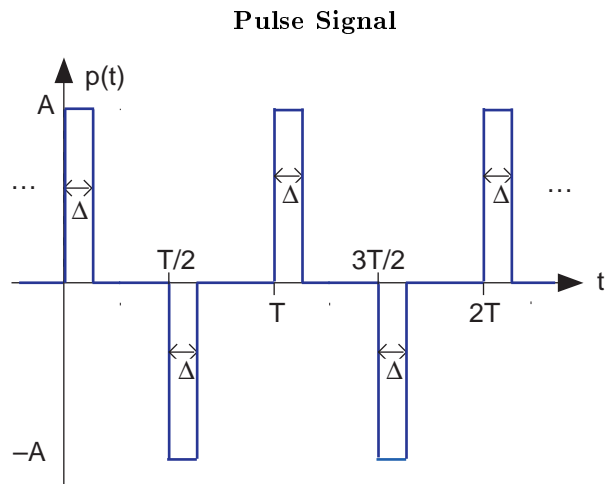 Pulse Signal
p(t)
A
... Δ Δ Δ ...
T/2 3T/2
t
T 2T
Δ Δ
–A